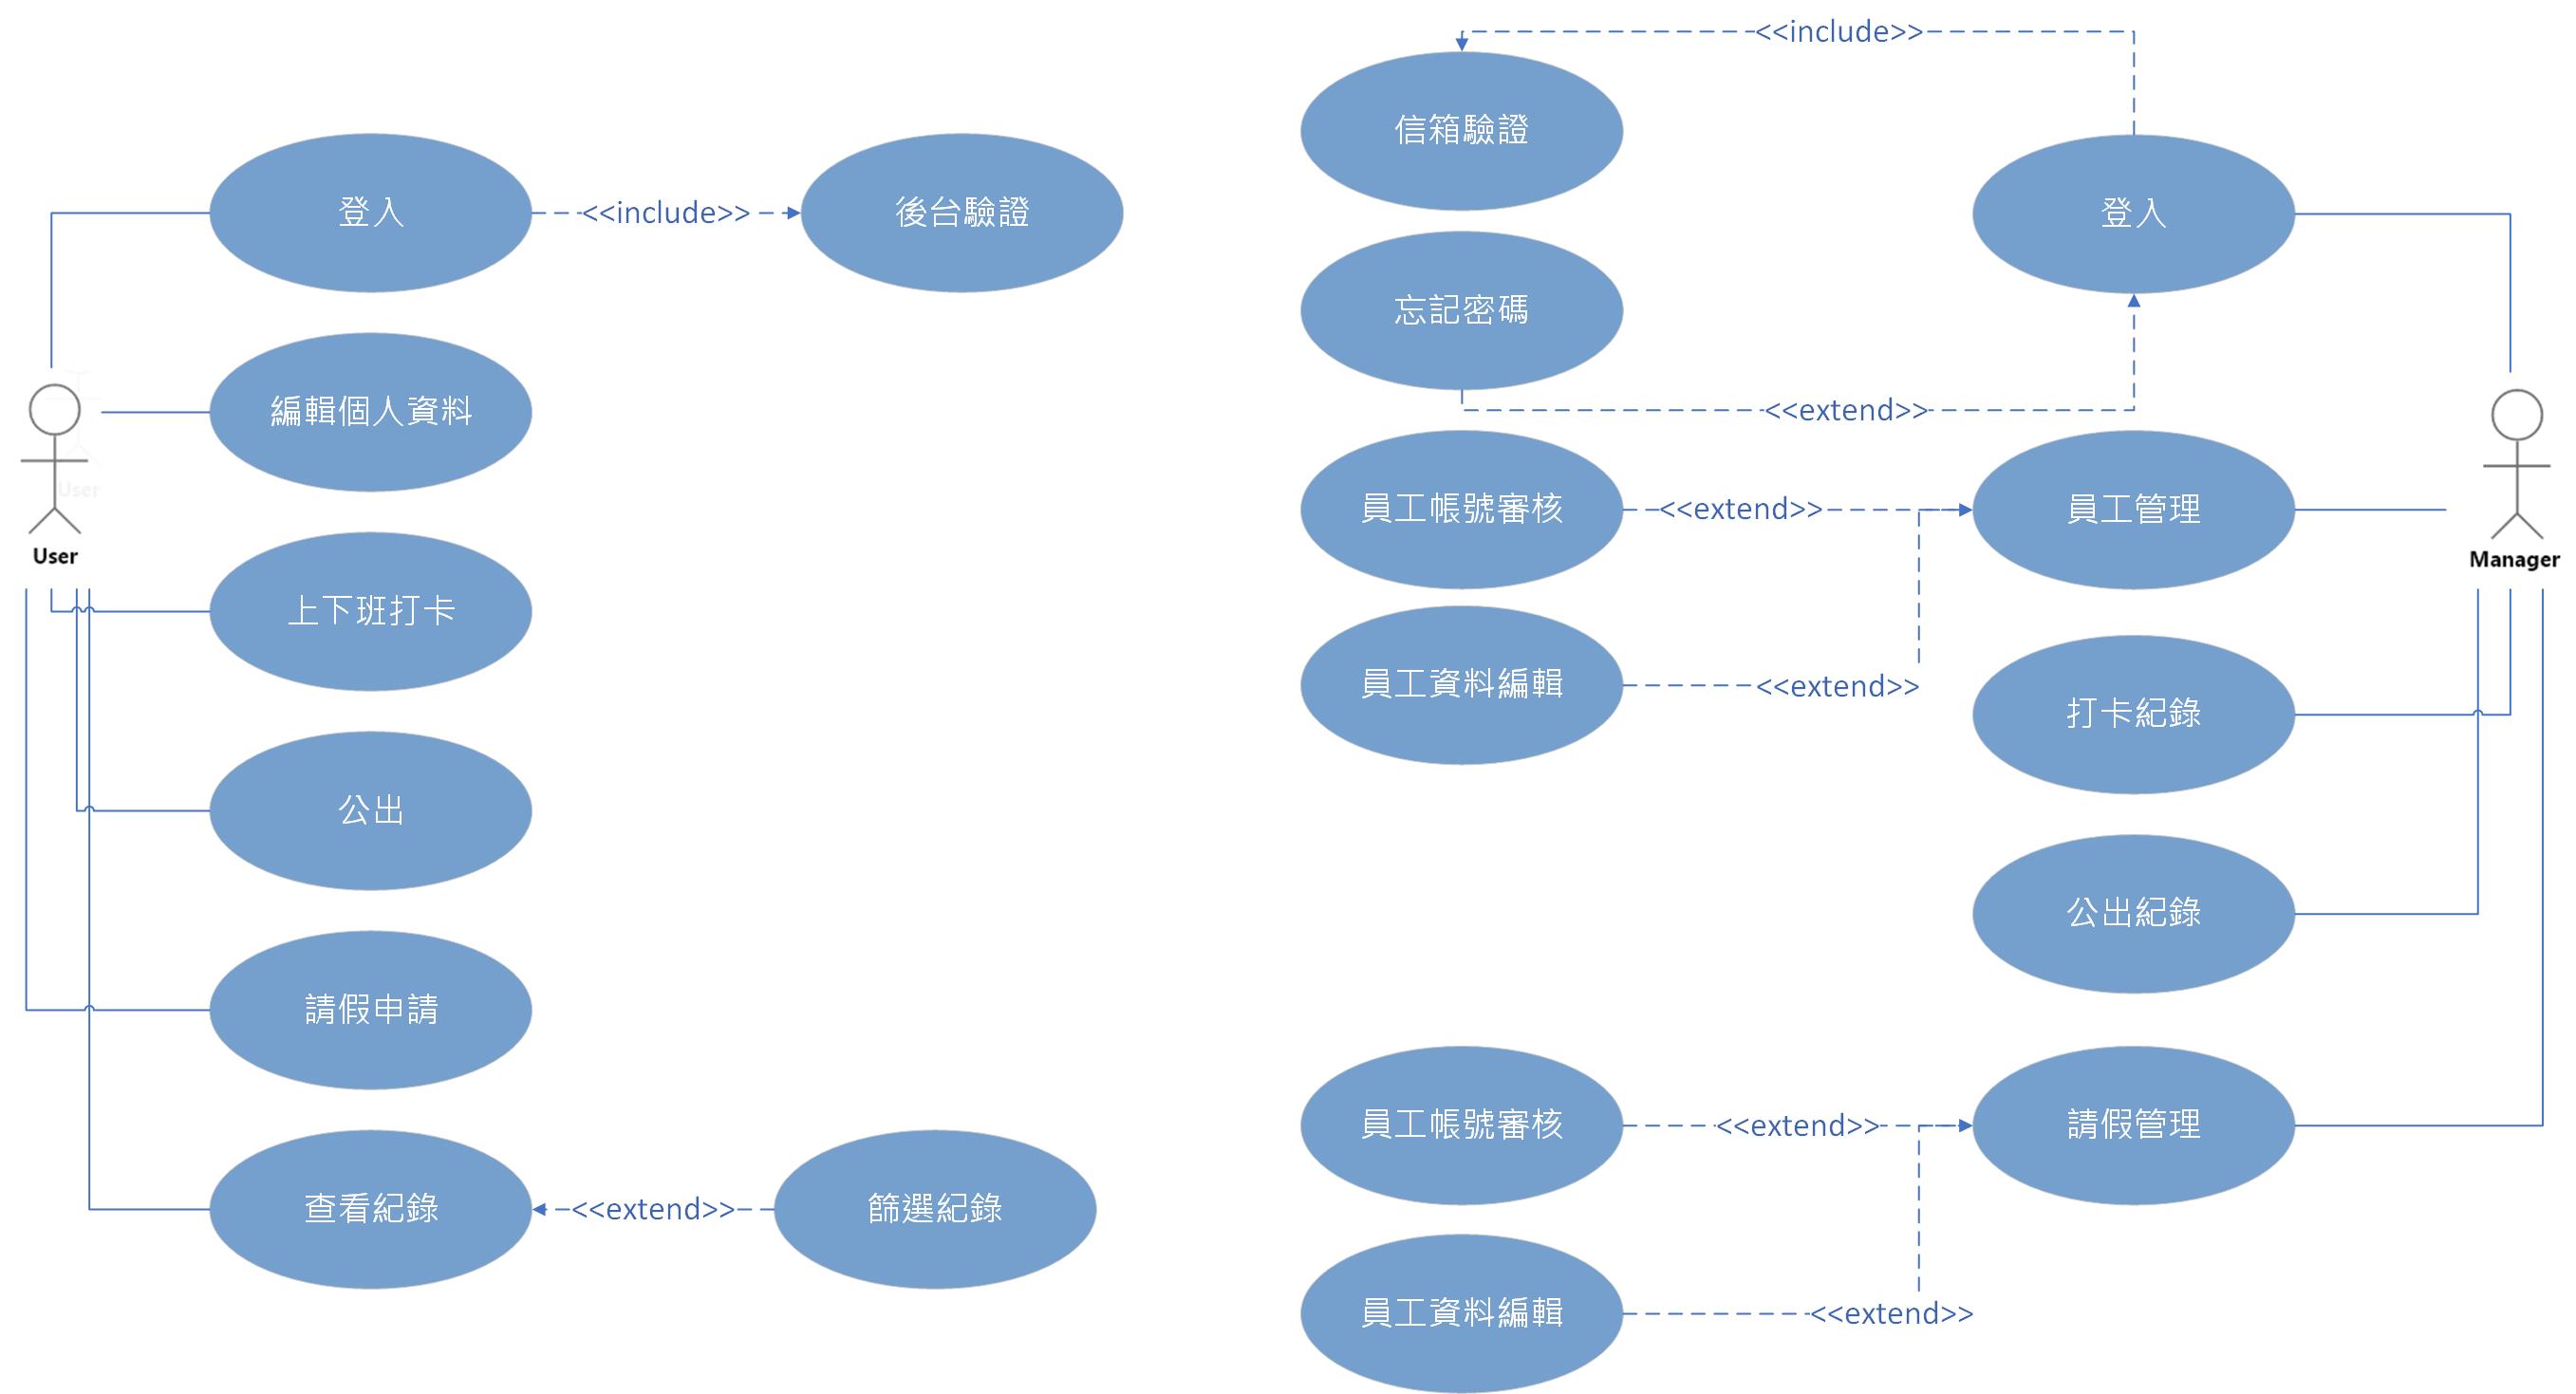 登入
<<include>>
後台驗證
編輯個人資料
User
User
上下班打卡
公出
請假申請
查看紀錄
<<extend>>
篩選紀錄
<<include>>
信箱驗證
登入
忘記密碼
<<extend>>
員工帳號審核
<<extend>>
員工管理
Manager
員工資料編輯
<<extend>>
打卡紀錄
公出紀錄
員工帳號審核
<<extend>>
請假管理
員工資料編輯
<<extend>>